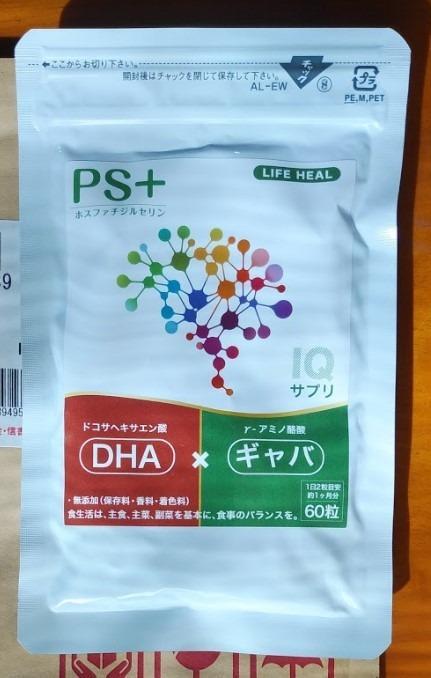 ←ここからお切り下さい。
開封後はチャックを閉じて保存して下さい。
チャック
AL-EW
⑧
プラ
PE,M,PET
PS+
ホスファチジルセリン
LIFE HEAL
IQ
サプリ
ドコサヘキサエン酸
DHA
×
γ-アミノ酪酸
ギャバ
・無添加(保存料・香料・着色料)
食生活は、主食、主菜、副菜を基本に、食事のバランスを。
1日2粒目安
約1ヶ月分
60粒